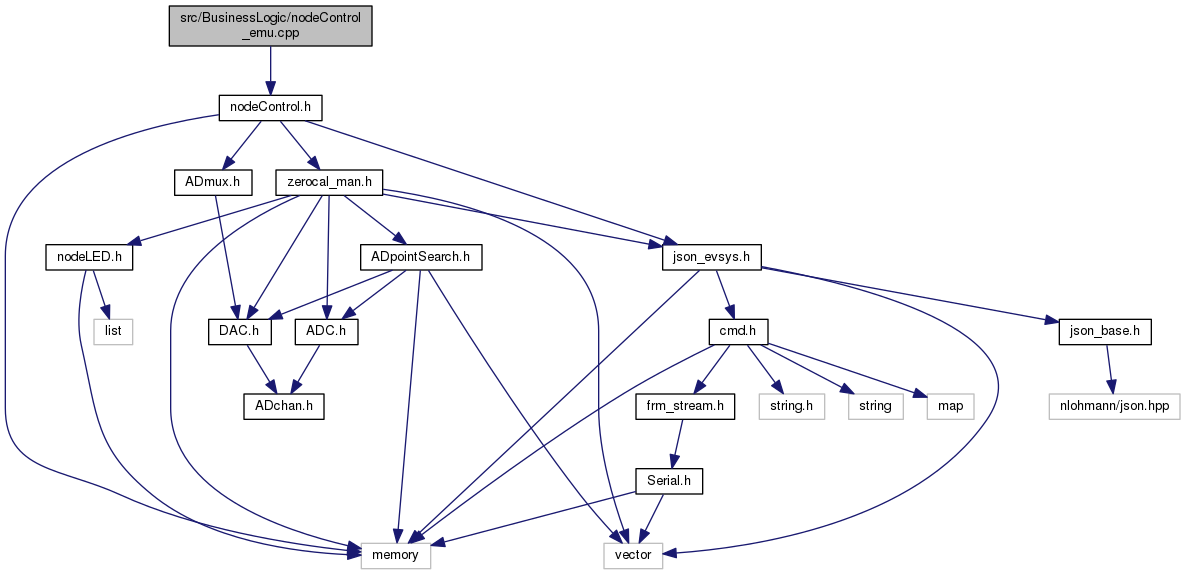 src/BusinessLogic/nodeControl
_emu.cpp
nodeControl.h
ADmux.h
zerocal_man.h
nodeLED.h
ADpointSearch.h
json_evsys.h
list
DAC.h
ADC.h
cmd.h
json_base.h
ADchan.h
frm_stream.h
string.h
string
map
nlohmann/json.hpp
Serial.h
memory
vector